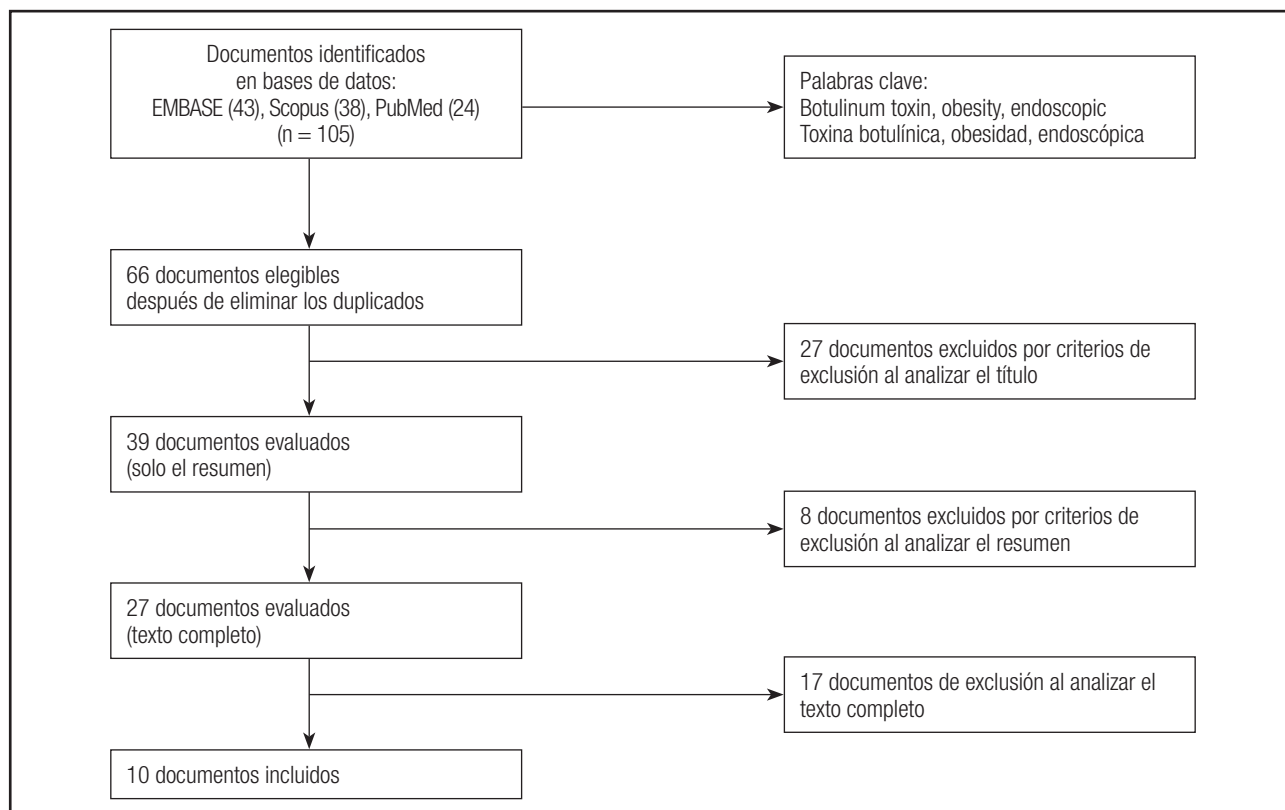 Documentos identificados
en bases de datos:
EMBASE (43), Scopus (38), PubMed (24)
(n = 105)
Palabras clave:
Botulinum toxin, obesity, endoscopic
Toxina botulínica, obesidad, endoscópica
66 documentos elegibles
después de eliminar los duplicados
27 documentos excluidos por criterios de
exclusión al analizar el título
39 documentos evaluados
(solo el resumen)
8 documentos excluidos por criterios de
exclusión al analizar el resumen
27 documentos evaluados
(texto completo)
17 documentos de exclusión al analizar el
texto completo
10 documentos incluidos